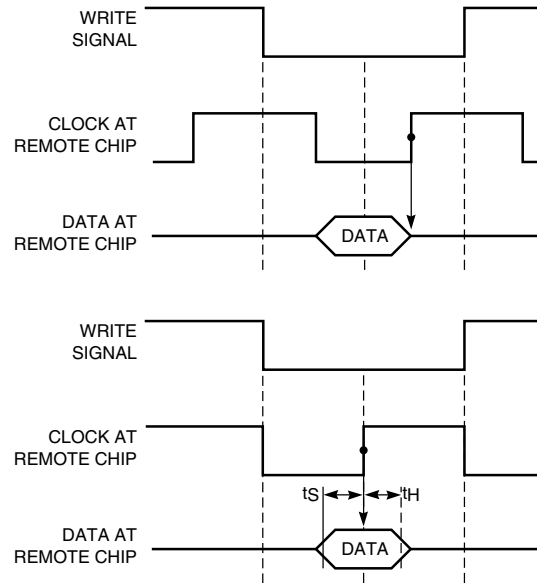 WRITE
SIGNAL
CLOCK AT
REMOTE CHIP
DATA AT
REMOTE CHIP
DATA
WRITE
SIGNAL
CLOCK AT
REMOTE CHIP
tS
tH
DATA AT
REMOTE CHIP
DATA